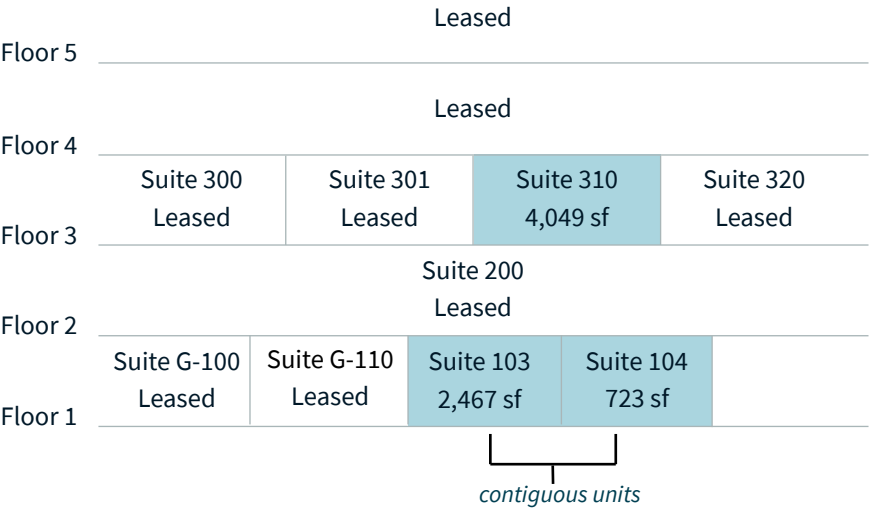 Leased
Floor 5
Leased
Floor 4
Suite 300 Suite 301 Suite 310 Suite 320
Leased Leased 4,049 sf Leased
Floor 3
Suite 200
Leased
Floor 2
Suite G-100 Suite G-110 Suite 103 Suite 104
Leased Leased 2,467 sf 723 sf
Floor 1
contiguous units